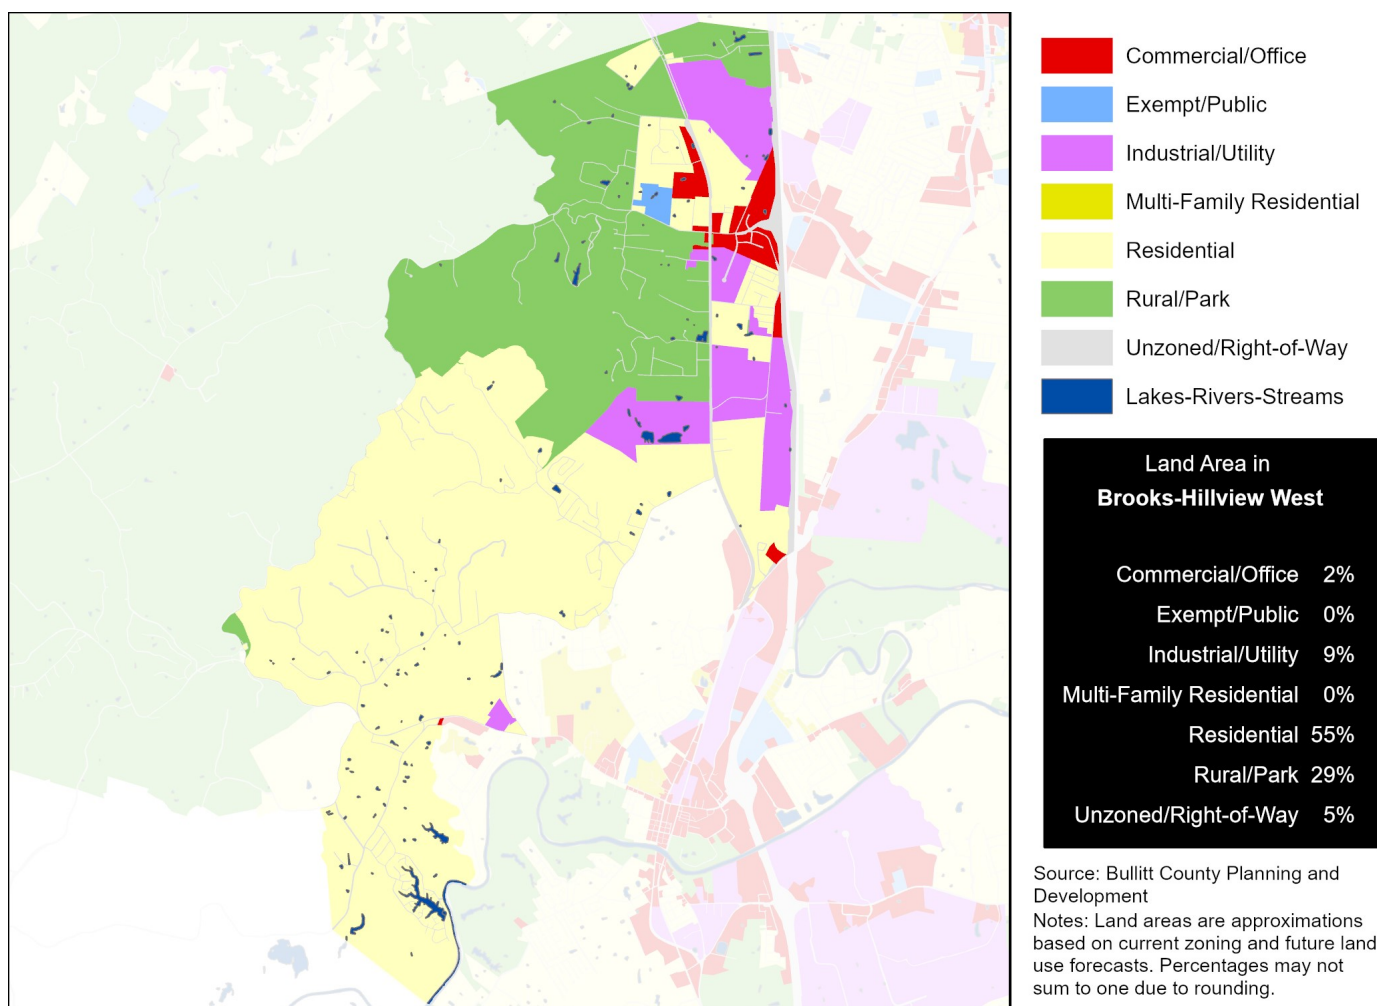 Commercial/Office
Exempt/Public
Industrial/Utility
Multi-Family Residential
Residential
Rural/Park
Unzoned/Right-of-Way
Lakes-Rivers-Streams
Land Area in
Brooks-Hillview West
Commercial/Office 2%
Exempt/Public 0%
Industrial/Utility 9%
Multi-Family Residential 0%
Residential 55%
Rural/Park 29%
Unzoned/Right-of-Way 5%
Source: Bullitt County Planning and
Development
Notes: Land areas are approximations
based on current zoning and future land
use forecasts. Percentages may not
sum to one due to rounding.